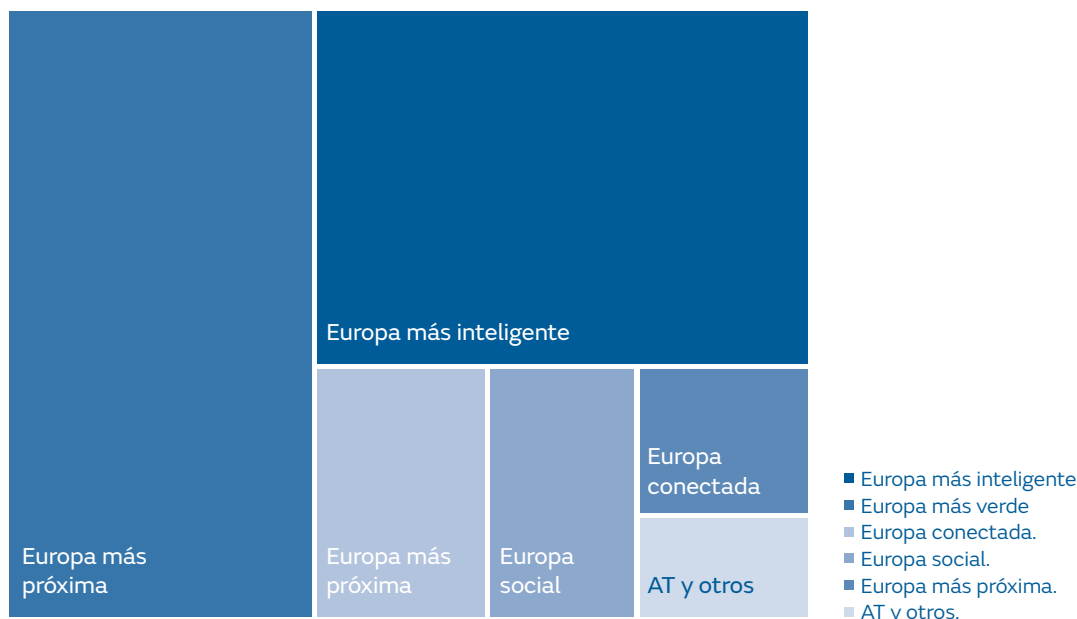 Europa más inteligente
Europa más
próxima
Europa más
próxima
Europa
social
Europa
conectada
AT y otros
Europa más inteligente
Europa más verde
Europa conectada.
Europa social.
Europa más próxima.
AT y otros.